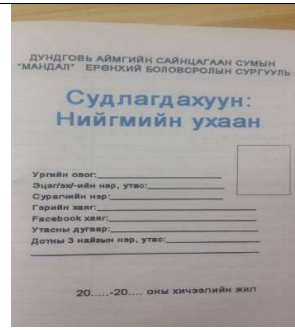 ДУНДГОВЬ АЙМГИЙН САЙНЦАГААН СУМЫН
"МАНДАЛ" ЕРӨНХИЙ БОЛОВСРОЛЫН СУРГУУЛЬ
Судлагдахуун:
Нийгмийн ухаан
Ургийн овог:
Эцэг/эх/-ийн нэр, утас:
Сурагчийн нэр:
Гэрийн хаяг:
Facebook хаяг:
Утасны дугаар:
Дотны 3 найзын нэр, утас:
20.....-20.... оны хичээлийн жил